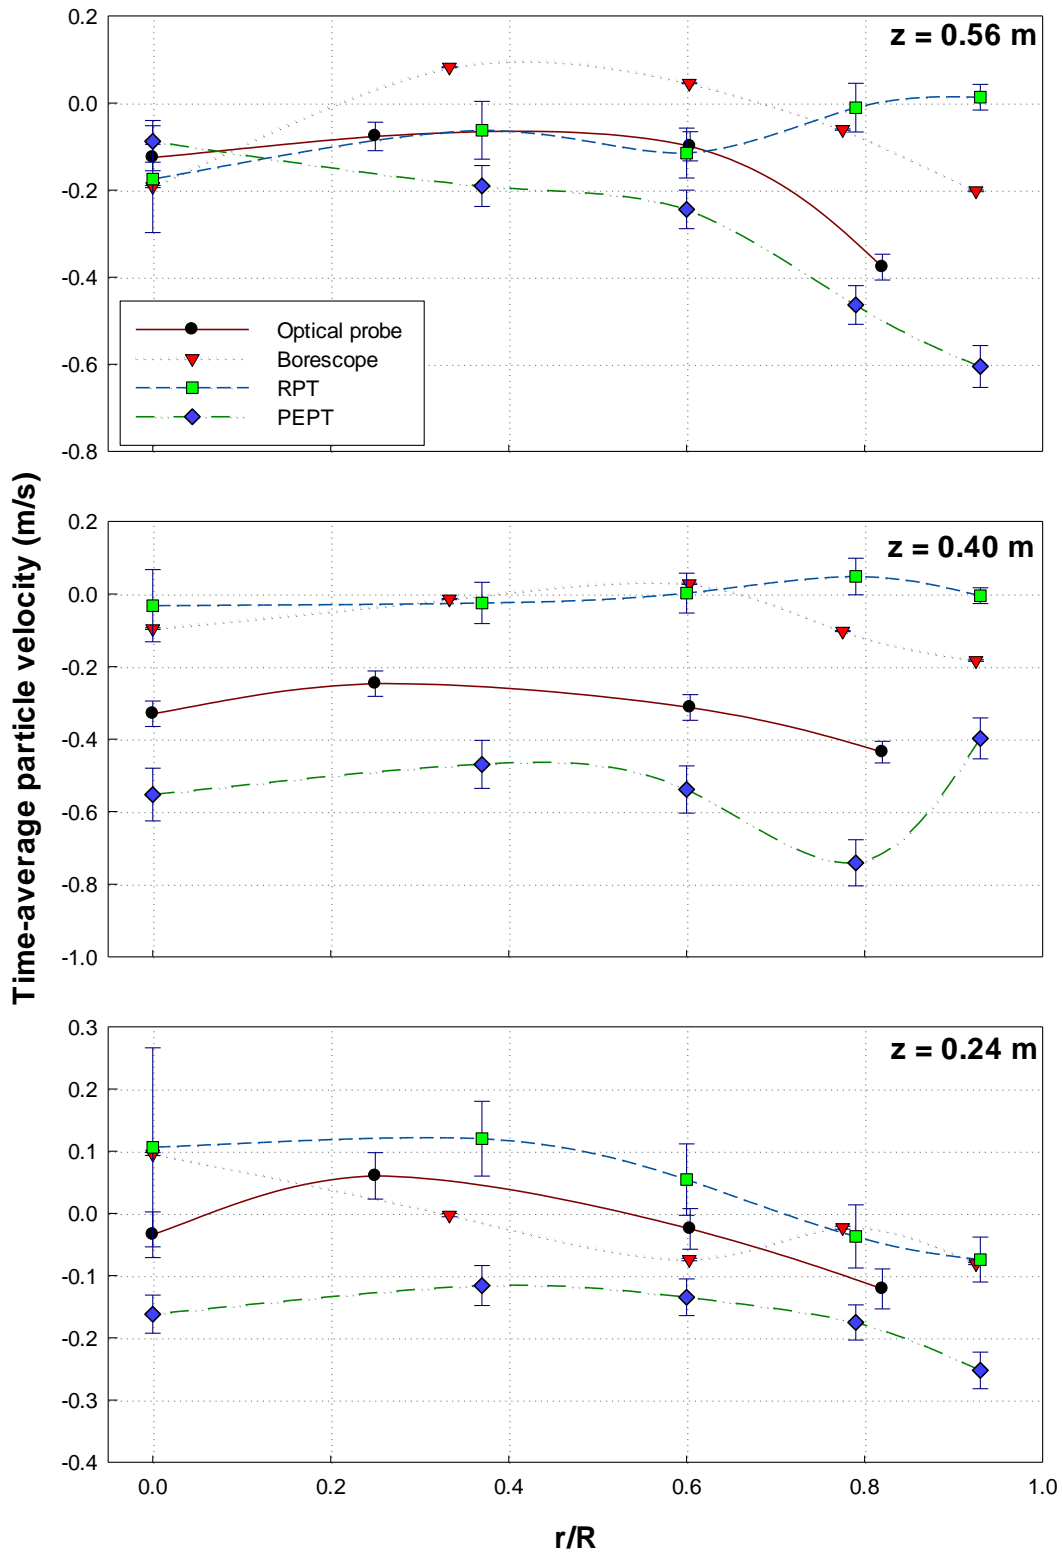 z = 0.56 m
0.2
0.0
-0.2
-0.4
-0.6
-0.8
Optical probe
Borescope
RPT
PEPT
Time-average particle velocity (m/s)
z = 0.40 m
0.2
0.0
-0.2
-0.4
-0.6
-0.8
-1.0
z = 0.24 m
0.3
0.2
0.1
0.0
-0.1
-0.2
-0.3
-0.4
0.0 0.2 0.4 0.6 0.8 1.0
r/R